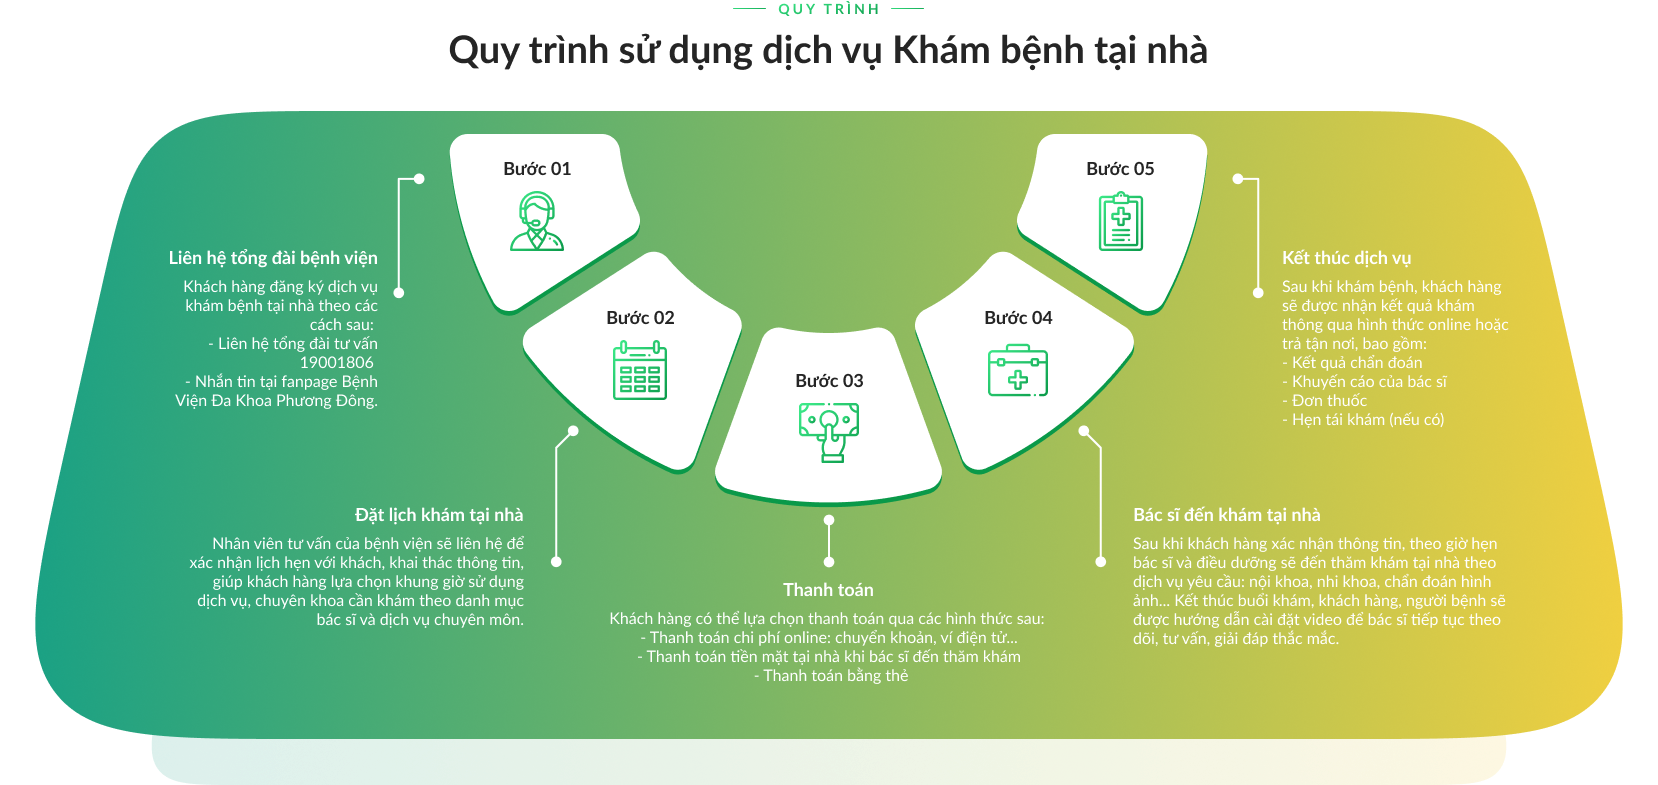 QUY TRÌNH
Quy trình sử dụng dịch vụ Khám bệnh tại nhà
Bước 01
Liên hệ tổng đài bệnh viện
Khách hàng đăng ký dịch vụ
khám bệnh tại nhà theo các
cách sau:
- Liên hệ tổng đài tư vấn
19001806
- Nhắn tin tại fanpage Bệnh
Viện Đa Khoa Phương Đông.
Bước 02
Đặt lịch khám tại nhà
Nhân viên tư vấn của bệnh viện sẽ liên hệ để
xác nhận lịch hẹn với khách, khai thác thông tin,
giúp khách hàng lựa chọn khung giờ sử dụng
dịch vụ, chuyên khoa cần khám theo danh mục
bác sĩ và dịch vụ chuyên môn.
Bước 03
Thanh toán
Khách hàng có thể lựa chọn thanh toán qua các hình thức sau:
- Thanh toán chi phí online: chuyển khoản, ví điện tử...
- Thanh toán tiền mặt tại nhà khi bác sĩ đến thăm khám
- Thanh toán bằng thẻ
Bước 04
Bác sĩ đến khám tại nhà
Sau khi khách hàng xác nhận thông tin, theo giờ hẹn
bác sĩ và điều dưỡng sẽ đến thăm khám tại nhà theo
dịch vụ yêu cầu: nội khoa, nhi khoa, chẩn đoán hình
ảnh... Kết thúc buổi khám, khách hàng, người bệnh sẽ
được hướng dẫn cài đặt video để bác sĩ tiếp tục theo
dõi, tư vấn, giải đáp thắc mắc.
Bước 05
Kết thúc dịch vụ
Sau khi khám bệnh, khách hàng
sẽ được nhận kết quả khám
thông qua hình thức online hoặc
trả tận nơi, bao gồm:
- Kết quả chẩn đoán
- Khuyến cáo của bác sĩ
- Đơn thuốc
- Hẹn tái khám (nếu có)